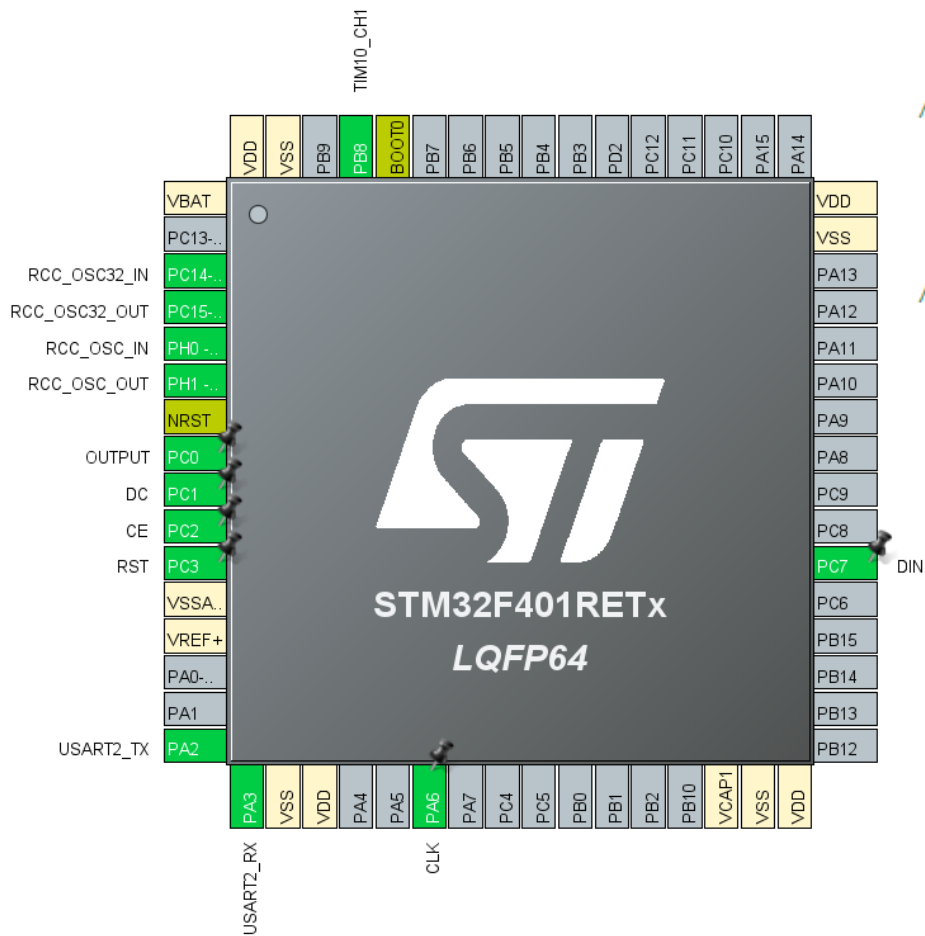 TIM10_CH1
VDD
VSS
PB9
PB8
BOOT0
PB7
PB6
PB5
PB4
PB3
PD2
PC12
PC11
PC10
PA15
PA14
VBAT
PC13-..
RCC_OSC32_IN PC14-..
RCC_OSC32_OUT PC15-..
RCC_OSC_IN PH0 -..
RCC_OSC_OUT PH1 -..
NRST
OUTPUT PC0
DC PC1
CE PC2
RST PC3
VSSA..
VREF+
PA0-..
PA1
USART2_TX PA2
STM32F401RETx
LQFP64
VDD
VSS
PA13
PA12
PA11
PA10
PA9
PA8
PC9
PC8
PC7 DIN
PC6
PB15
PB14
PB13
PB12
PA3
VSS
VDD
PA4
PA5
PA6
PA7
PC4
PC5
PB0
PB1
PB2
PB10
VCAP1
VSS
VDD
USART2_RX
CLK